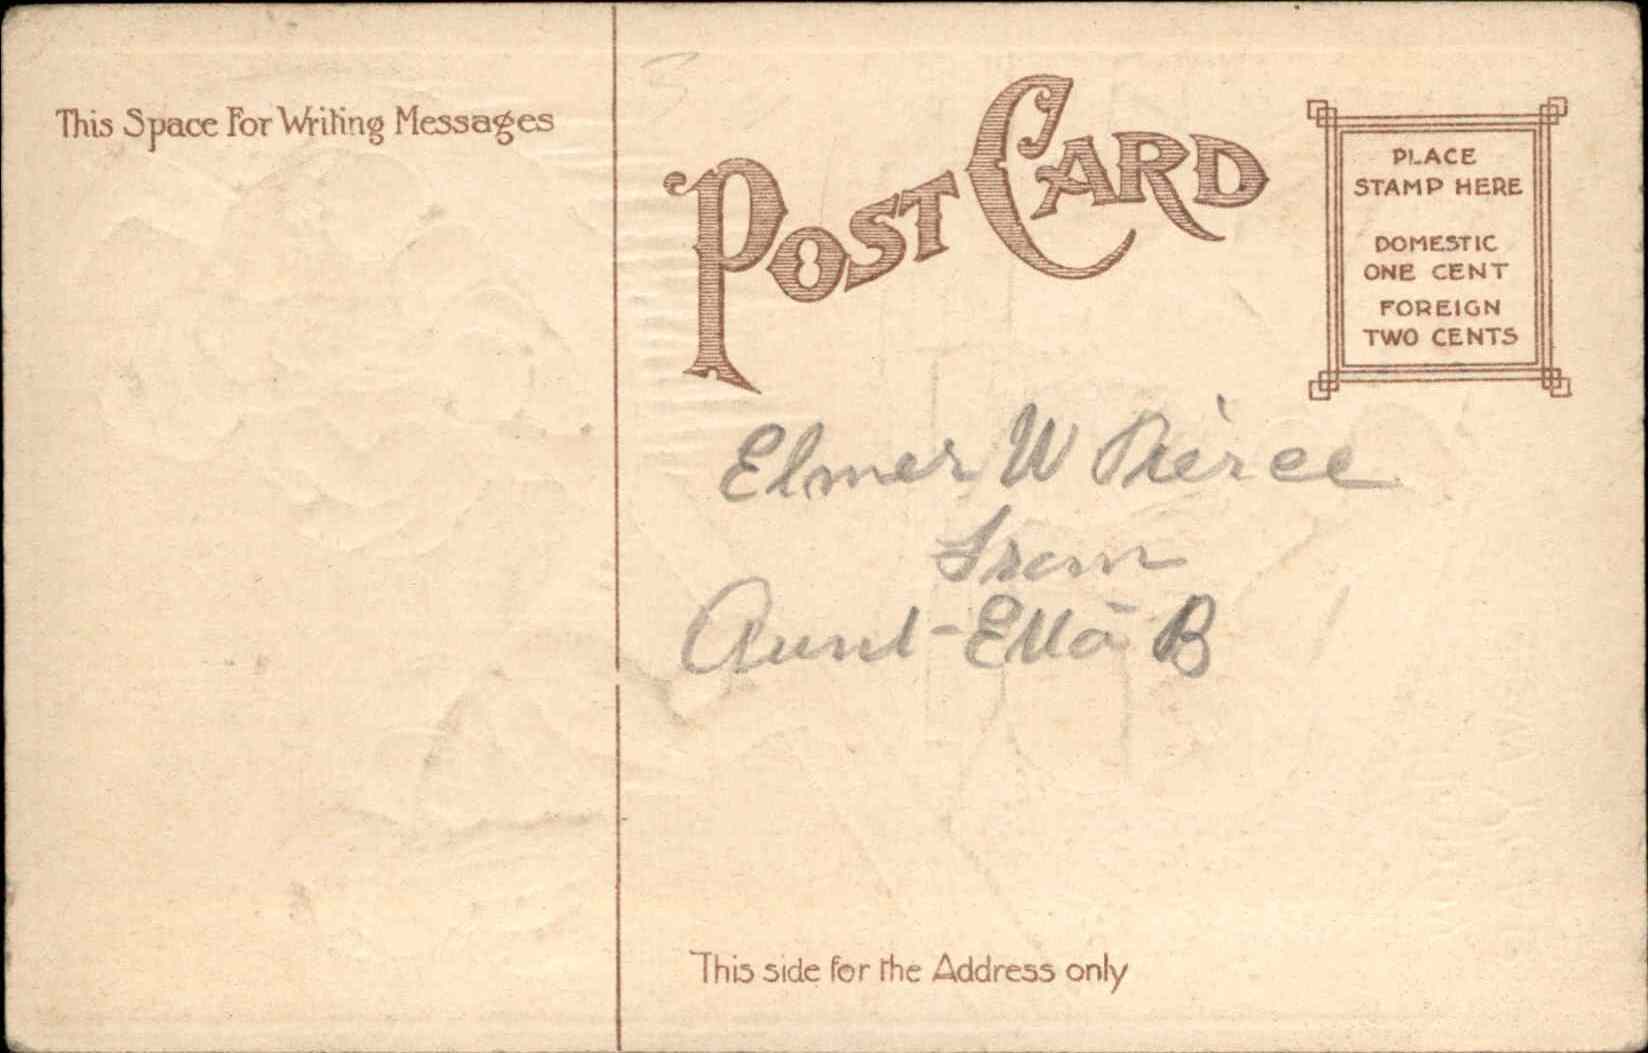 This Space For Writing Messages
POST CARD
PLACE
STAMP HERE
DOMESTIC
ONE CENT
FOREIGN
TWO CENTS
Elmer W Pierce
From
Aunt - Etta B
This side for the Address only